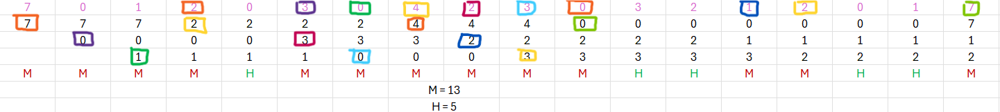 7 0 1 2 0 3 0 4 2 3 0 3 2 1 2 0 1 7
7 7 7 2 2 2 2 4 4 4 0 0 0 0 0 0 0 7
0 0 0 0 3 3 3 2 2 2 2 2 1 1 1 1 1
1 1 1 1 0 0 0 3 3 3 3 3 2 2 2 2
M M M M H M M M M M M H H M M H H M
M = 13
H = 5